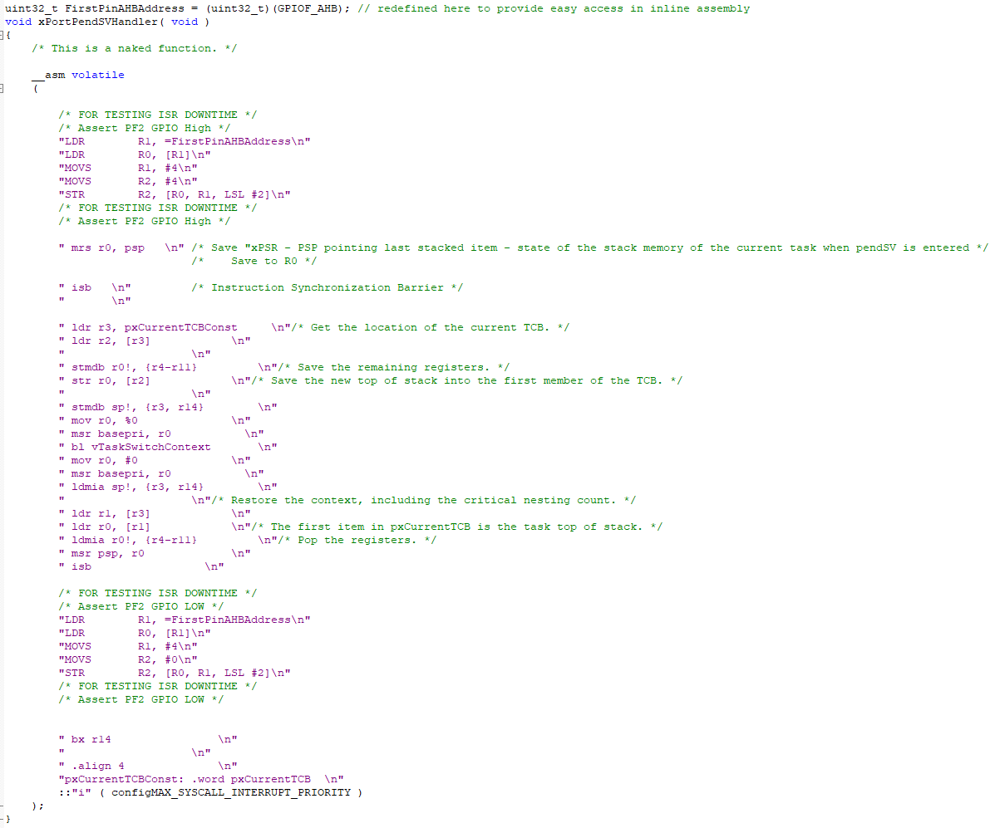 uint32_t FirstPinAHBAddress = (uint32_t)(GPIOF_AHB); // redefined here to provide easy access in inline assembly
void xPortPendSVHandler( void )
{
/* This is a naked function. */
__asm volatile
(
/* FOR TESTING ISR DOWNTIME */
/* Assert PF2 GPIO High */
"LDR        R1, =FirstPinAHBAddress\n"
"LDR        R0, [R1]\n"
"MOVS       R1, #4\n"
"MOVS       R2, #4\n"
"STR        R2, [R0, R1, LSL #2]\n"
/* FOR TESTING ISR DOWNTIME */
/* Assert PF2 GPIO High */
" mrs r0, psp   \n" /* Save "xPSR - PSP pointing last stacked item - state of the stack memory of the current task when pendSV is entered */
/*    Save to R0 */
" isb   \n"         /* Instruction Synchronization Barrier */
"       \n"
" ldr r3, pxCurrentTCBConst     \n"/* Get the location of the current TCB. */
" ldr r2, [r3]            \n"
"                   \n"
" stmdb r0!, {r4-r11}         \n"/* Save the remaining registers. */
" str r0, [r2]            \n"/* Save the new top of stack into the first member of the TCB. */
"                   \n"
" stmdb sp!, {r3, r14}        \n"
" mov r0, %0              \n"
" msr basepri, r0           \n"
" bl vTaskSwitchContext       \n"
" mov r0, #0              \n"
" msr basepri, r0           \n"
" ldmia sp!, {r3, r14}        \n"
"                   \n"/* Restore the context, including the critical nesting count. */
" ldr r1, [r3]            \n"
" ldr r0, [r1]            \n"/* The first item in pxCurrentTCB is the task top of stack. */
" ldmia r0!, {r4-r11}         \n"/* Pop the registers. */
" msr psp, r0             \n"
" isb                 \n"
/* FOR TESTING ISR DOWNTIME */
/* Assert PF2 GPIO LOW */
"LDR        R1, =FirstPinAHBAddress\n"
"LDR        R0, [R1]\n"
"MOVS       R1, #4\n"
"MOVS       R2, #0\n"
"STR        R2, [R0, R1, LSL #2]\n"
/* FOR TESTING ISR DOWNTIME */
/* Assert PF2 GPIO LOW */
" bx r14                \n"
"                   \n"
" .align 4              \n"
"pxCurrentTCBConst: .word pxCurrentTCB  \n"
::"i" ( configMAX_SYSCALL_INTERRUPT_PRIORITY )
);
}